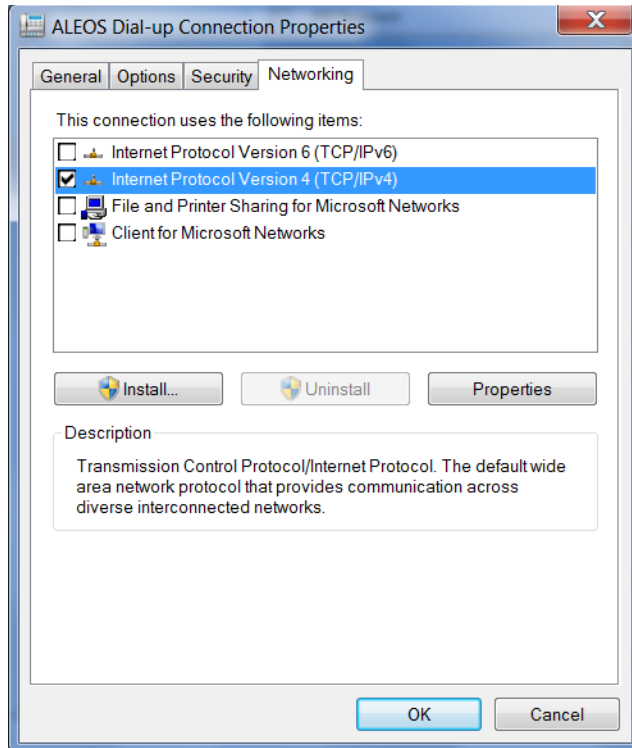 ALEOS Dial-up Connection Properties
General Options Security Networking
This connection uses the following items:
Internet Protocol Version 6 (TCP/IPv6)
Internet Protocol Version 4 (TCP/IPv4)
File and Printer Sharing for Microsoft Networks
Client for Microsoft Networks
Install... Uninstall Properties
Description
Transmission Control Protocol/Internet Protocol. The default wide
area network protocol that provides communication across
diverse interconnected networks.
OK Cancel